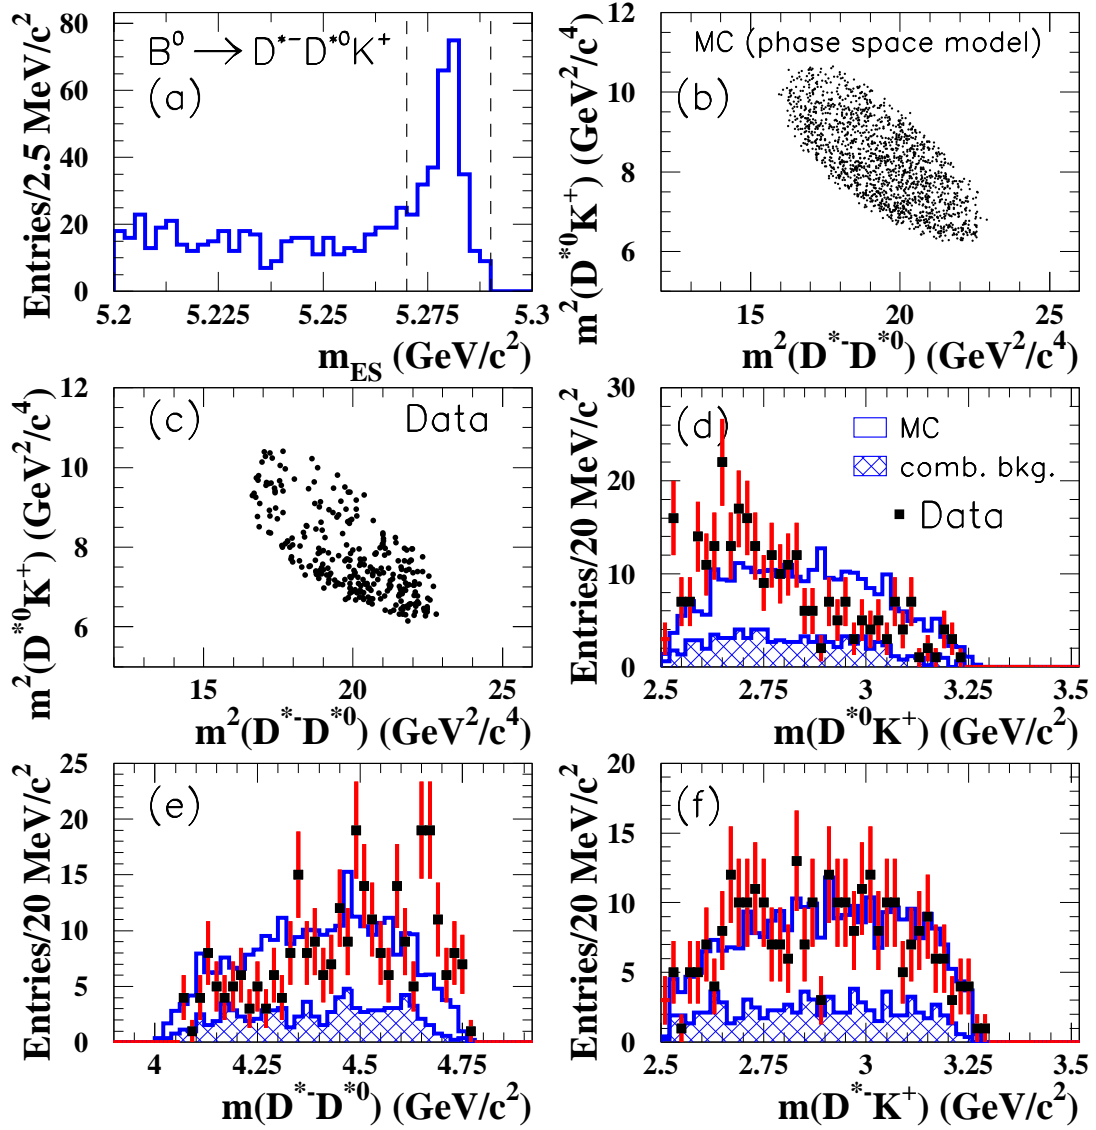 B⁰ → D*⁻D*⁰K⁺
(a)
Entries/2.5 MeV/c²
80
60
40
20
0
5.2 5.225 5.25 5.275 5.3
m_ES (GeV/c²)
MC (phase space model)
(b)
m²(D*⁰K⁺) (GeV²/c⁴)
12
10
8
6
15 20 25
m²(D*⁻D*⁰) (GeV²/c⁴)
(c)
Data
m²(D*⁰K⁺) (GeV²/c⁴)
12
10
8
6
15 20 25
m²(D*⁻D*⁰) (GeV²/c⁴)
(d)
MC
comb. bkg.
Data
Entries/20 MeV/c²
30
20
10
0
2.5 2.75 3 3.25 3.5
m(D*⁰K⁺) (GeV/c²)
(e)
Entries/20 MeV/c²
25
20
15
10
5
0
4 4.25 4.5 4.75
m(D*⁻D*⁰) (GeV/c²)
(f)
Entries/20 MeV/c²
20
15
10
5
0
2.5 2.75 3 3.25 3.5
m(D*⁻K⁺) (GeV/c²)